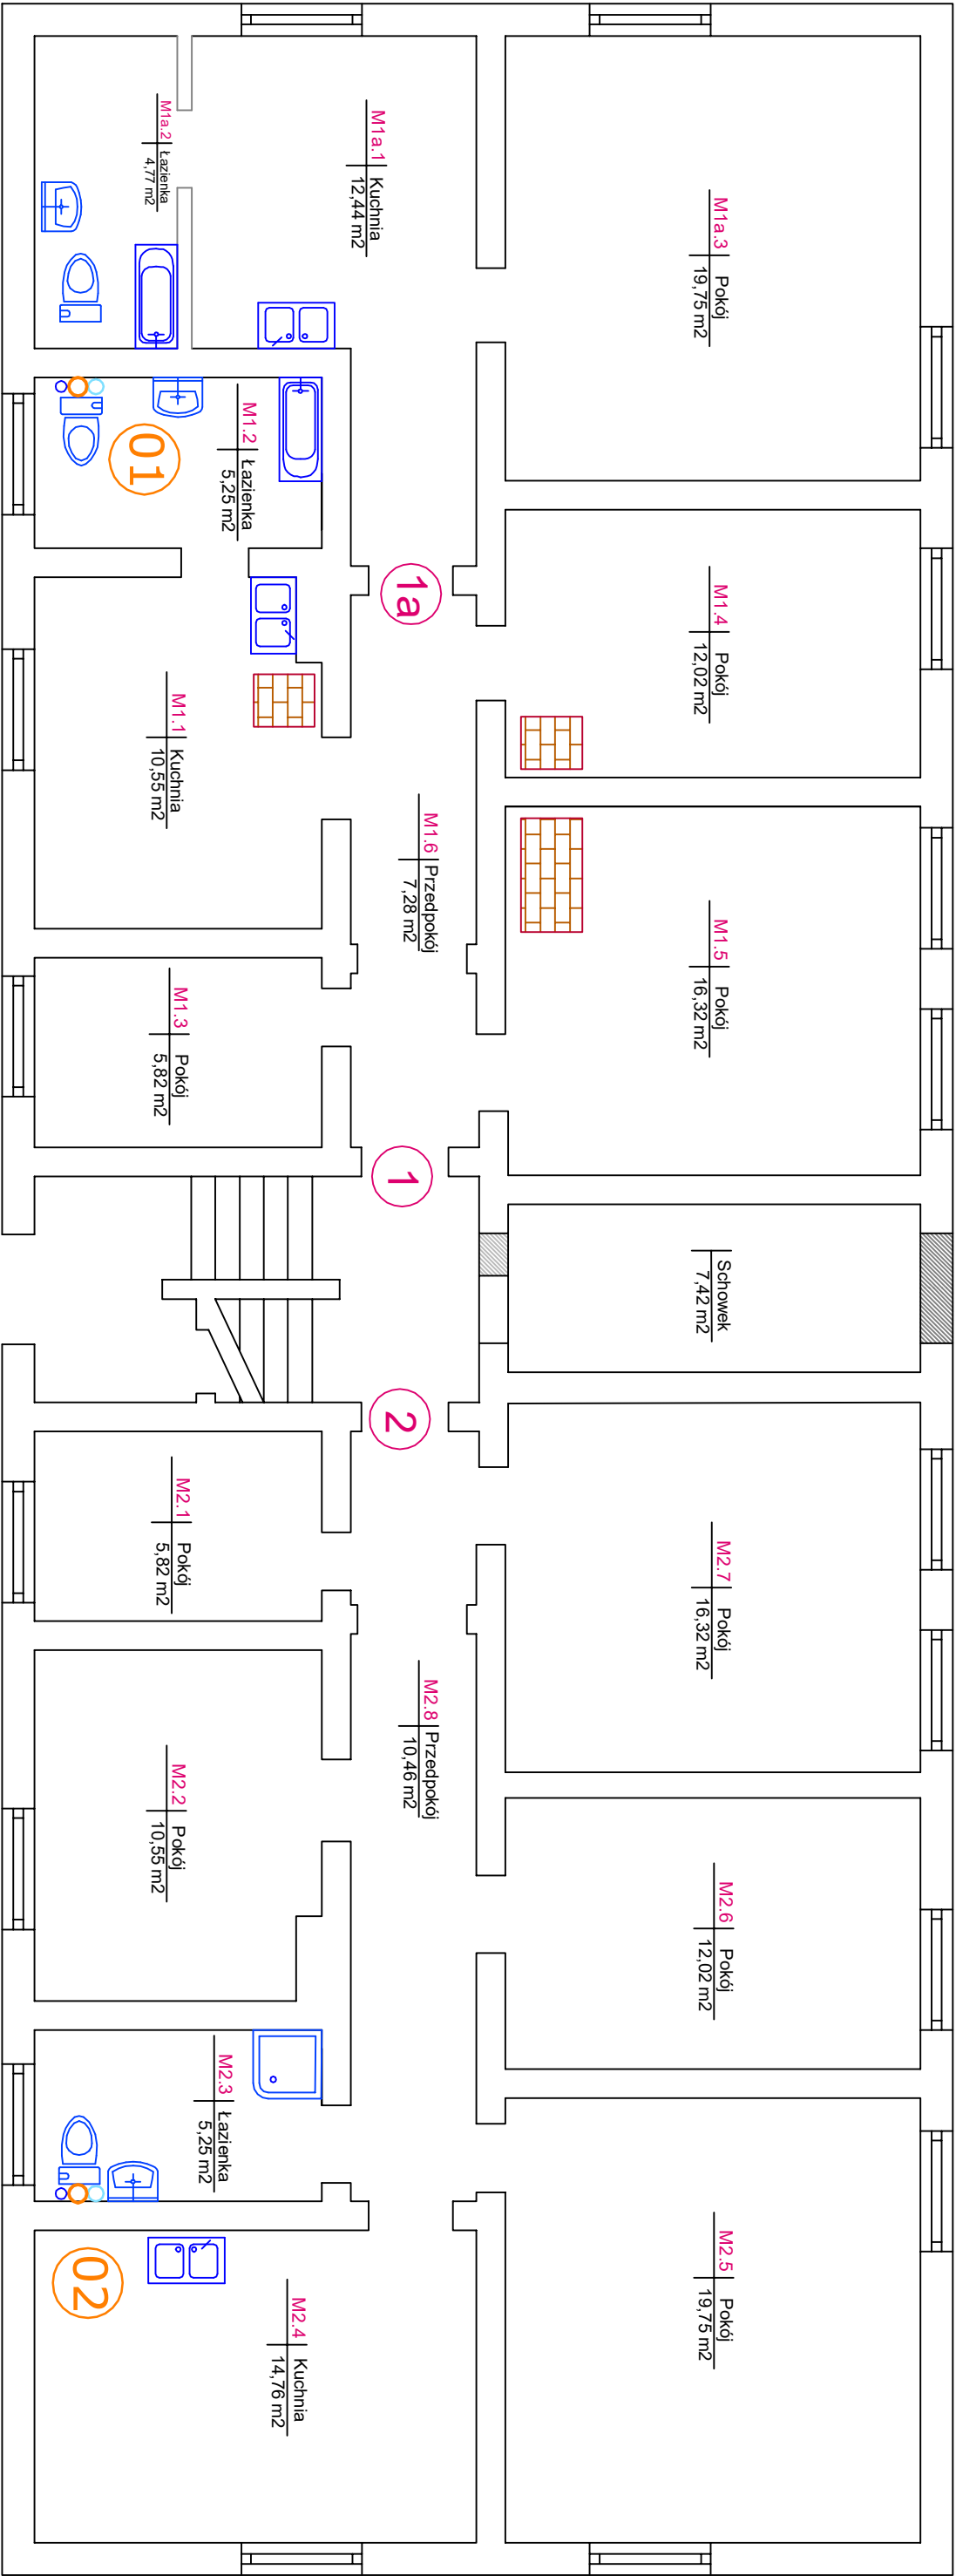 M1a.3
Pokój
19,75 m2
M1.4
Pokój
12,02 m2
M1.5
Pokój
16,32 m2
Schowek
7,42 m2
M2.7
Pokój
16,32 m2
M2.6
Pokój
12,02 m2
M2.5
Pokój
19,75 m2
M1a.1
Kuchnia
12,44 m2
1a
M1.6
Przedpokój
7,28 m2
1
2
M2.8
Przedpokój
10,46 m2
M1a.2
Łazienka
4,77 m2
M1.2
Łazienka
5,25 m2
01
M1.1
Kuchnia
10,55 m2
M1.3
Pokój
5,82 m2
M2.1
Pokój
5,82 m2
M2.2
Pokój
10,55 m2
M2.3
Łazienka
5,25 m2
M2.4
Kuchnia
14,76 m2
02